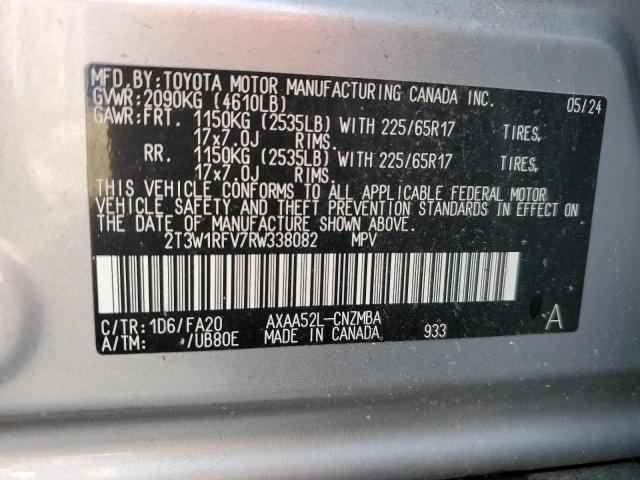 MFD.BY:TOYOTA MOTOR MANUFACTURING CANADA INC.
GVWR:2090KG (4610LB) 05/24
GAWR:FRT. 1150KG (2535LB) WITH 225/65R17 TIRES,
17x7.0J RIMS.
RR. 1150KG (2535LB) WITH 225/65R17 TIRES,
17x7.0J RIMS.
THIS VEHICLE CONFORMS TO ALL APPLICABLE FEDERAL MOTOR
VEHICLE SAFETY AND THEFT PREVENTION STANDARDS IN EFFECT ON
THE DATE OF MANUFACTURE SHOWN ABOVE.
2T3W1RFV7RW338082 MPV
C/TR:1D6/FA20 AXAA52L-CNZMBA A
A/TM: /UB80E MADE IN CANADA 933